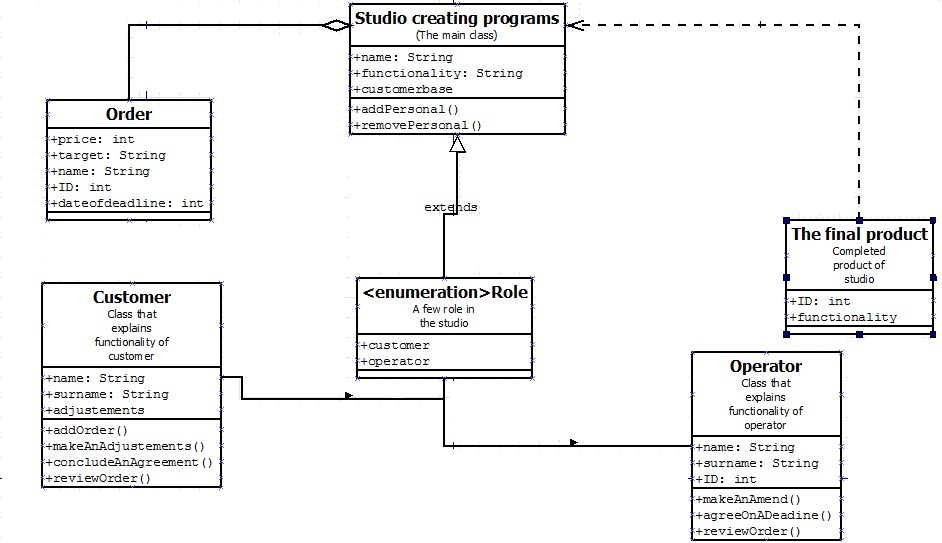 Studio creating programs
(The main class)
+name: String
+functionality: String
+customerbase
+addPersonal()
+removePersonal()
Order
+price: int
+target: String
+name: String
+ID: int
+dateofdeadline: int
extends
The final product
Completed
product of
studio
+ID: int
+functionality
Customer
Class that
explains
functionality of
customer
+name: String
+surname: String
+adjustements
+addOrder()
+makeAnAdjustements()
+concludeAnAgreement()
+reviewOrder()
<enumeration>Role
A few role in
the studio
+customer
+operator
Operator
Class that
explains
functionality of
operator
+name: String
+surname: String
+ID: int
+makeAnAmend()
+agreeOnADeadine()
+reviewOrder()